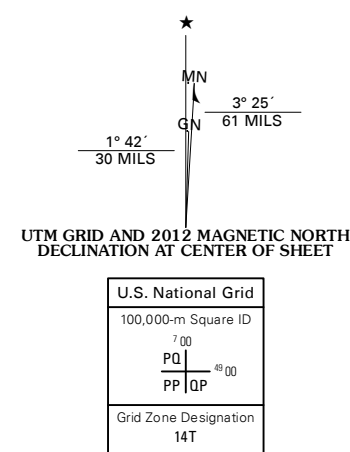 ★
MN
3° 25´
61 MILS
GN
1° 42´
30 MILS
UTM GRID AND 2012 MAGNETIC NORTH
DECLINATION AT CENTER OF SHEET
U.S. National Grid
100,000-m Square ID
7 00
PQ
49 00
PP QP
Grid Zone Designation
14T